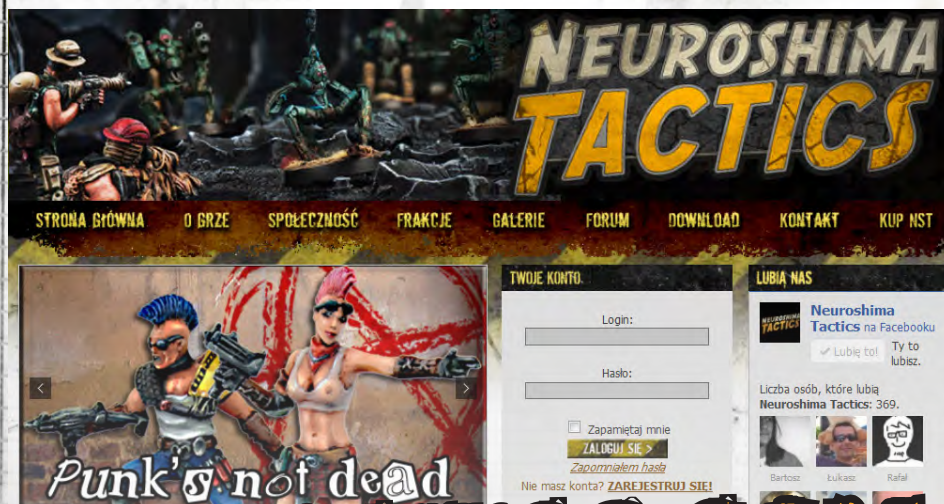 NEUROSHIMA
TACTICS
STRONA GŁÓWNA O GRZE SPOŁECZNOŚĆ FRAKCJE GALERIE FORUM DOWNLOAD KONTAKT KUP NST
Punk's not dead
TWOJE KONTO
Login:
Hasło:
Zapamiętaj mnie
ZALOGUJ SIĘ >
Zapomniałem hasła
Nie masz konta? ZAREJESTRUJ SIĘ!
LUBIĄ NAS
NEUROSHIMA
TACTICS
Neuroshima
Tactics na Facebooku
Lubię to!
Ty to
lubisz.
Liczba osób, które lubią
Neuroshima Tactics: 369.
Bartosz Łukasz Rafał